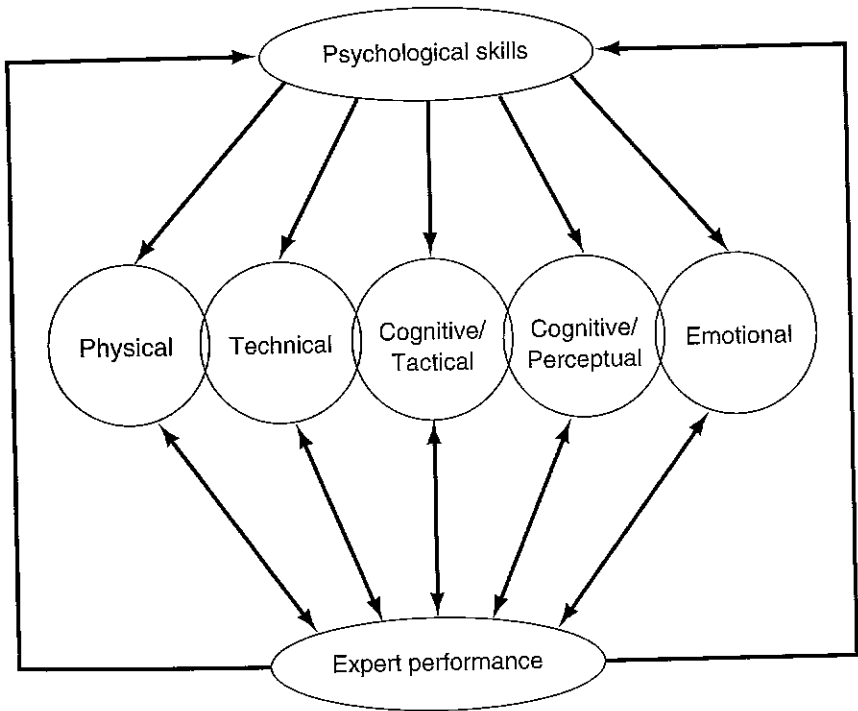 Psychological skills
Physical
Technical
Cognitive/
Tactical
Cognitive/
Perceptual
Emotional
Expert performance